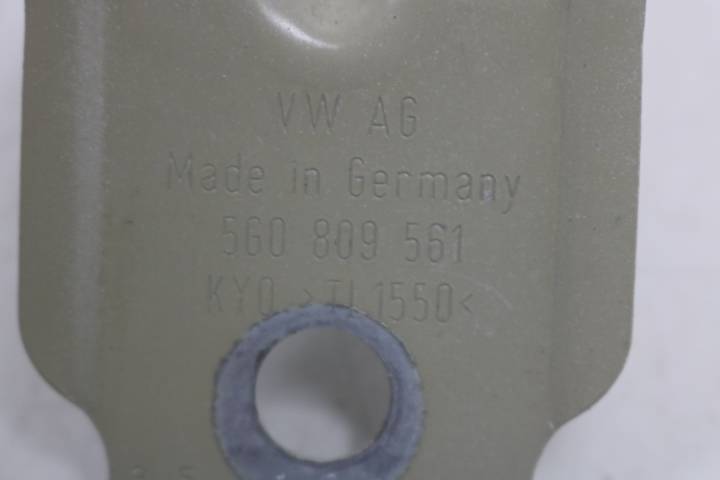 VW AG
Made in Germany
5G0 809 561
KYO >TL1550<